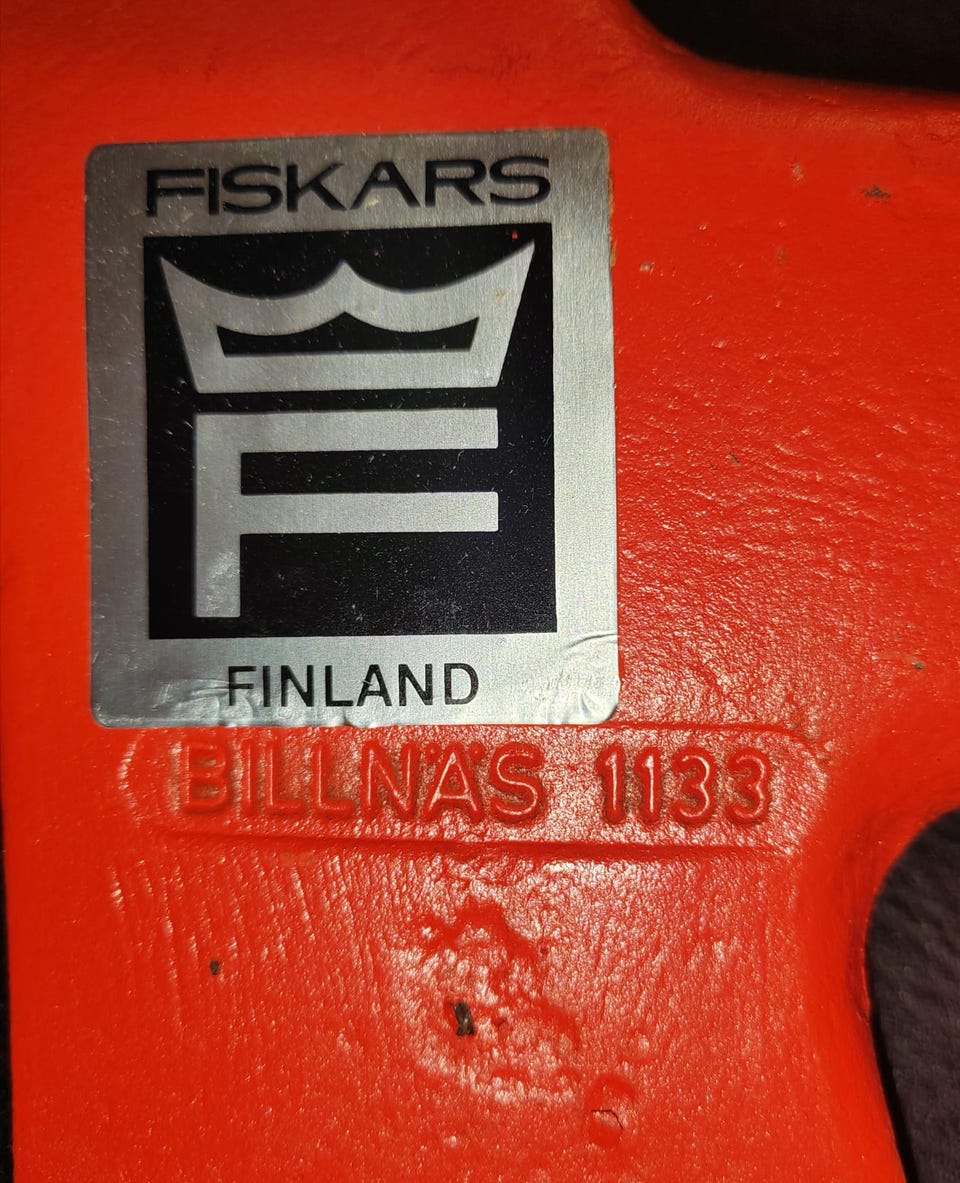 FISKARS
F
FINLAND
BILLNÄS 1133